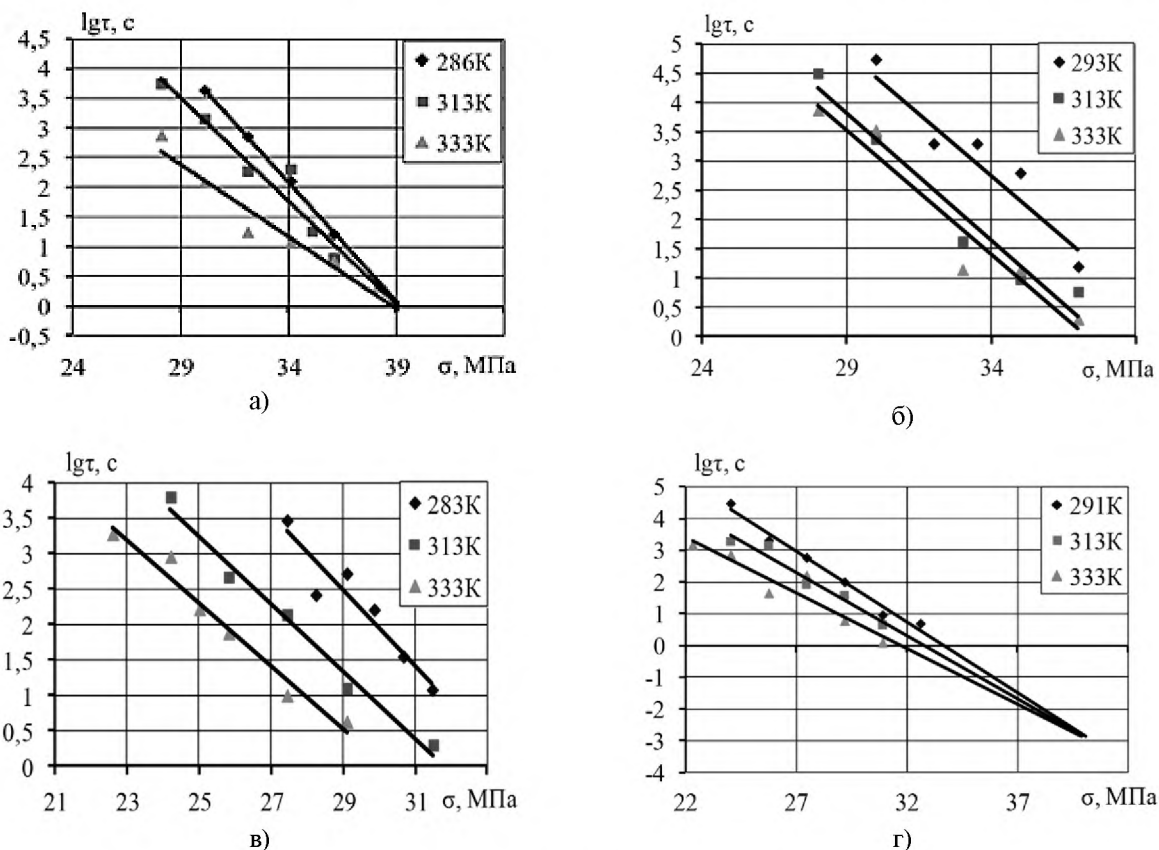 lgτ, с
4,5
4
3,5
3
2,5
2
1,5
1
0,5
0
-0,5
24 29 34 39 σ, МПа
286К
313К
333К
а)
lgτ, с
5
4,5
4
3,5
3
2,5
2
1,5
1
0,5
0
24 29 34 σ, МПа
293К
313К
333К
б)
lgτ, с
4
3,5
3
2,5
2
1,5
1
0,5
0
21 23 25 27 29 31 σ, МПа
283К
313К
333К
в)
lgτ, с
5
4
3
2
1
0
-1
-2
-3
-4
22 27 32 37 σ, МПа
291К
313К
333К
г)